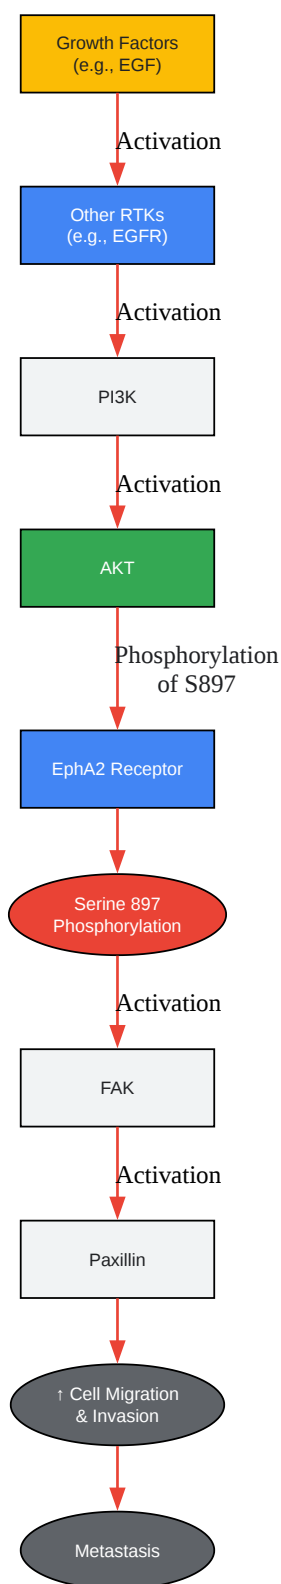 Growth Factors
(e.g., EGF)
Activation
Other RTKs
(e.g., EGFR)
Activation
PI3K
Activation
AKT
Phosphorylation
of S897
EphA2 Receptor
Serine 897
Phosphorylation
Activation
FAK
Activation
Paxillin
↑ Cell Migration
& Invasion
Metastasis